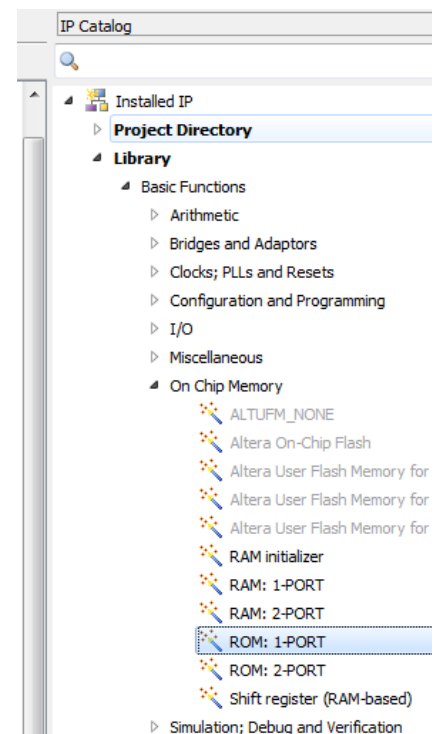 IP Catalog
Installed IP
Project Directory
Library
Basic Functions
Arithmetic
Bridges and Adaptors
Clocks; PLLs and Resets
Configuration and Programming
I/O
Miscellaneous
On Chip Memory
ALTUFM_NONE
Altera On-Chip Flash
Altera User Flash Memory for
Altera User Flash Memory for
Altera User Flash Memory for
RAM initializer
RAM: 1-PORT
RAM: 2-PORT
ROM: 1-PORT
ROM: 2-PORT
Shift register (RAM-based)
Simulation; Debug and Verification